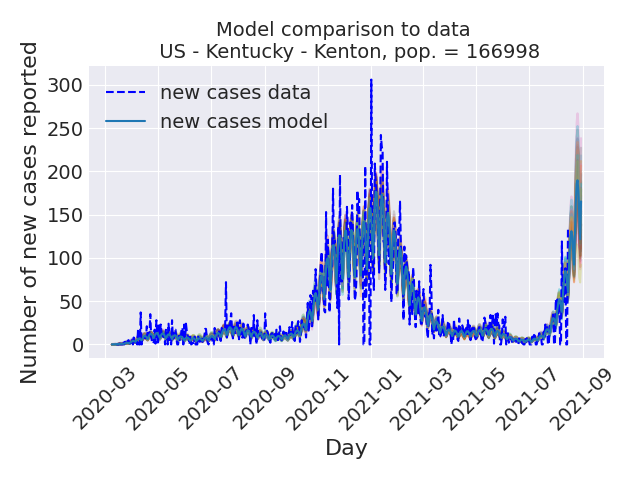 Model comparison to data
US - Kentucky - Kenton, pop. = 166998
Number of new cases reported
300
250
200
150
100
50
0
new cases data
new cases model
2020-03
2020-05
2020-07
2020-09
2020-11
2021-01
2021-03
2021-05
2021-07
2021-09
Day